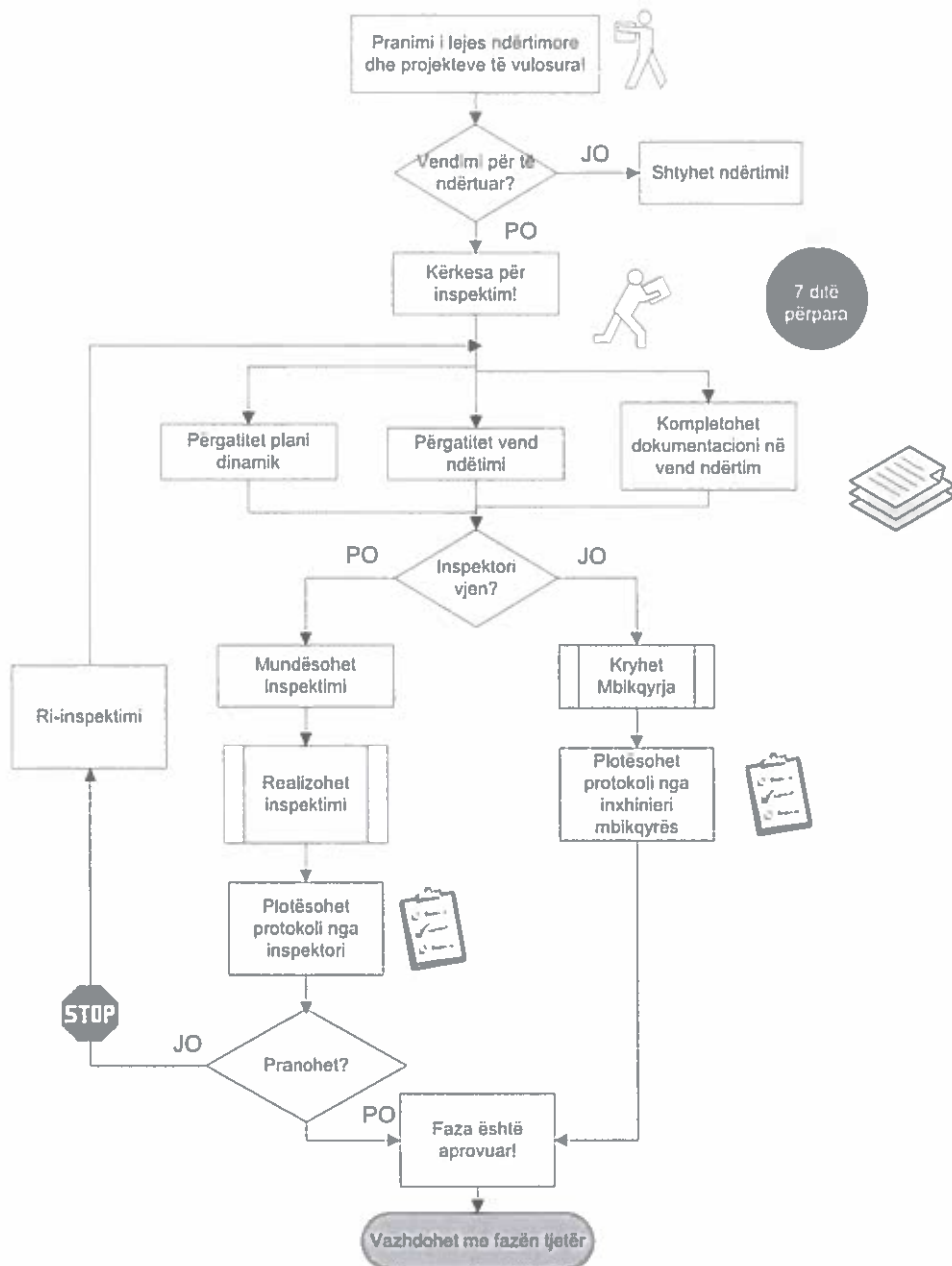 Pranimi i lejes ndërtimore
dhe projekteve të vulosura!
Vendimi për të
ndërtuar?
JO
Shtyhet ndërtimi!
PO
Kërkesa për
inspektim!
7 ditë
përpara
Përgatitet plani
dinamik
Përgatitet vend
ndëtimi
Kompletohet
dokumentacioni në
vend ndërtim
PO
Inspektori
vjen?
JO
Mundësohet
Inspektimi
Kryhet
Mbikqyrja
Ri-inspektimi
Realizohet
inspektimi
Plotësohet
protokoli nga
inxhinieri
mbikqyrës
Plotësohet
protokoli nga
inspektori
STOP
JO
Pranohet?
PO
Faza është
aprovuar!
Vazhdohet me fazën tjetër